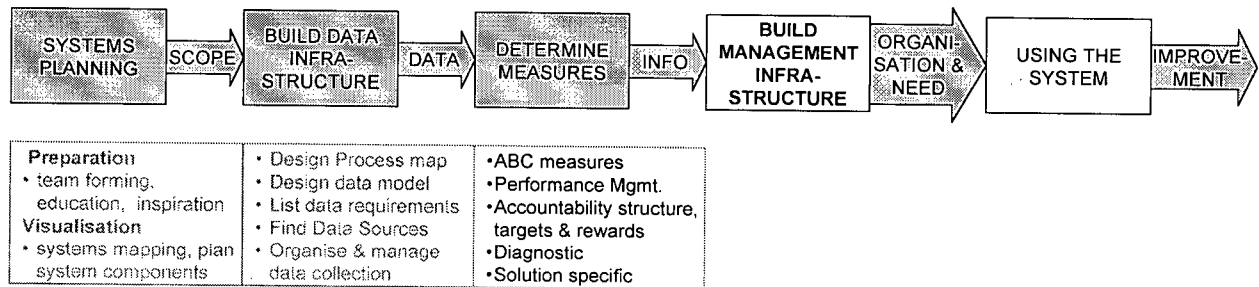 SYSTEMS
PLANNING
SCOPE
BUILD DATA
INFRA-
STRUCTURE
DATA
DETERMINE
MEASURES
INFO
BUILD
MANAGEMENT
INFRA-
STRUCTURE
ORGANI-
SATION &
NEED
USING THE
SYSTEM
IMPROVE-
MENT
Preparation
• team forming,
education, inspiration
Visualisation
• systems mapping, plan
system components
• Design Process map
• Design data model
• List data requirements
• Find Data Sources
• Organise & manage
data collection
•ABC measures
•Performance Mgmt.
•Accountability structure,
targets & rewards
•Diagnostic
•Solution specific